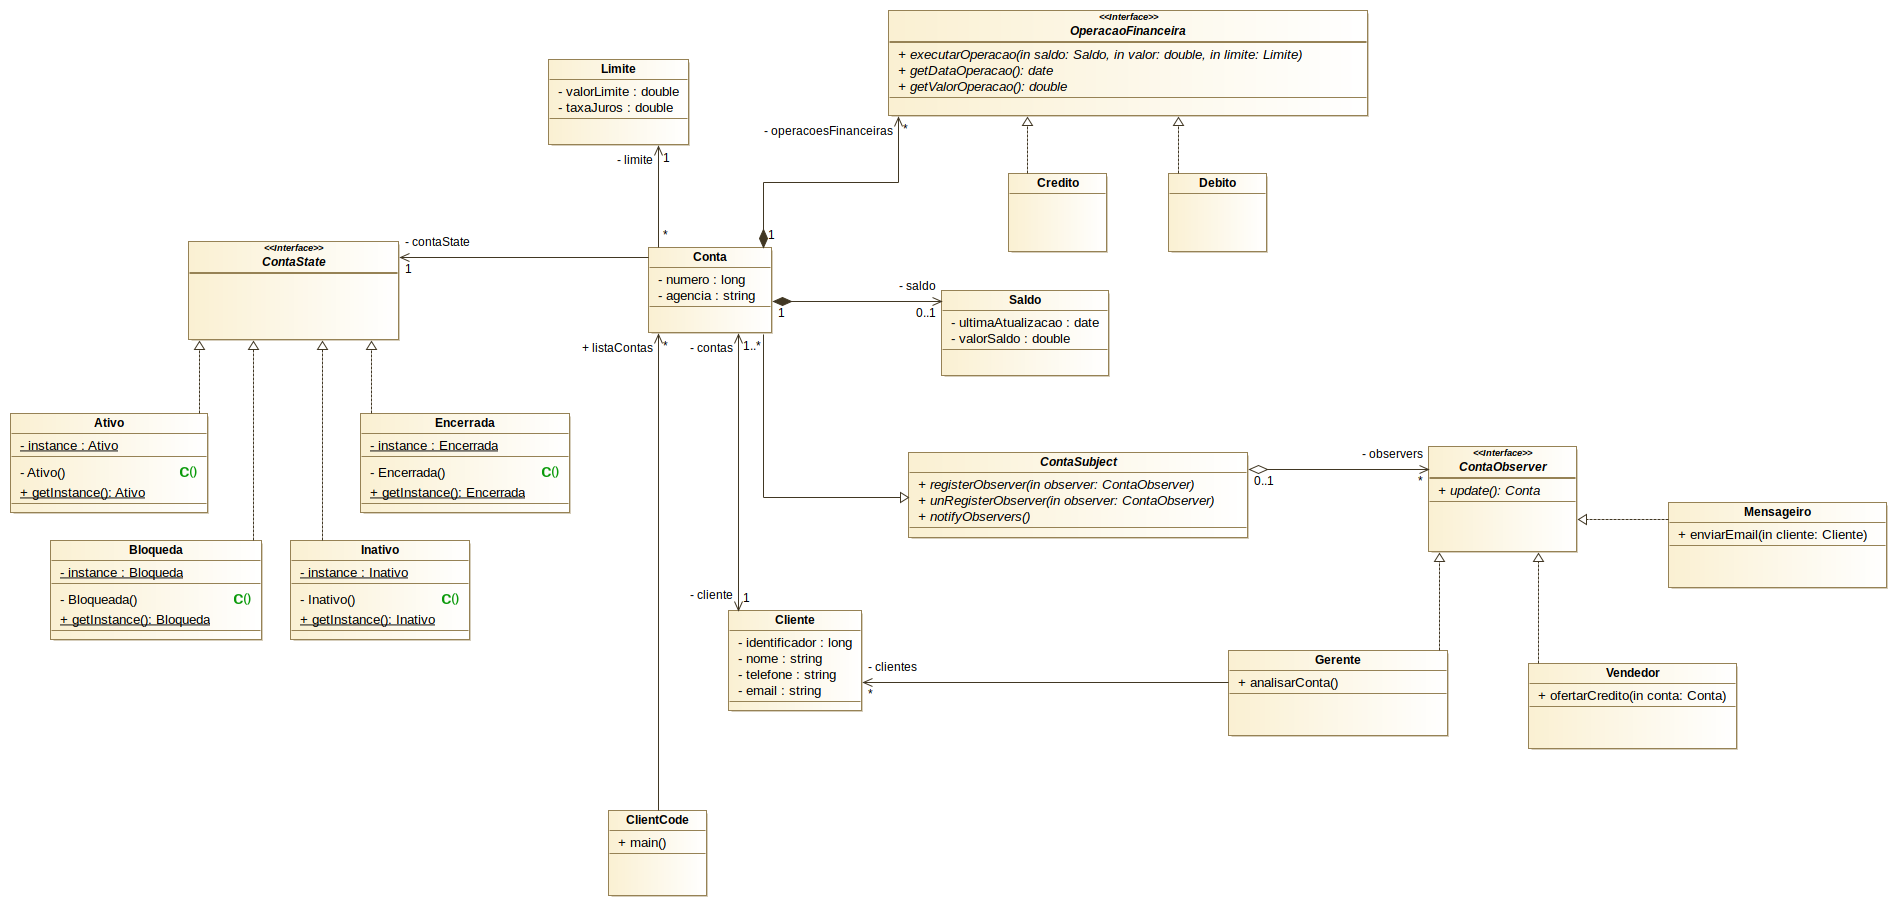 <<Interface>>
OperacaoFinanceira
+ executarOperacao(in saldo: Saldo, in valor: double, in limite: Limite)
+ getDataOperacao(): date
+ getValorOperacao(): double
Limite
- valorLimite : double
- taxaJuros : double
- operacoesFinanceiras
*
- limite
1
Credito
Debito
*
1
<<Interface>>
ContaState
- contaState
1
Conta
- numero : long
- agencia : string
- saldo
1
0..1
Saldo
- ultimaAtualizacao : date
- valorSaldo : double
+ listaContas
*
- contas
1..*
Ativo
- instance : Ativo
- Ativo()
C()
+ getInstance(): Ativo
Encerrada
- instance : Encerrada
- Encerrada()
C()
+ getInstance(): Encerrada
ContaSubject
+ registerObserver(in observer: ContaObserver)
+ unRegisterObserver(in observer: ContaObserver)
+ notifyObservers()
- observers
0..1
*
<<Interface>>
ContaObserver
+ update(): Conta
Mensageiro
+ enviarEmail(in cliente: Cliente)
Bloqueda
- instance : Bloqueda
- Bloqueada()
C()
+ getInstance(): Bloqueda
Inativo
- instance : Inativo
- Inativo()
C()
+ getInstance(): Inativo
- cliente
1
Cliente
- identificador : long
- nome : string
- telefone : string
- email : string
- clientes
*
Gerente
+ analisarConta()
Vendedor
+ ofertarCredito(in conta: Conta)
ClientCode
+ main()